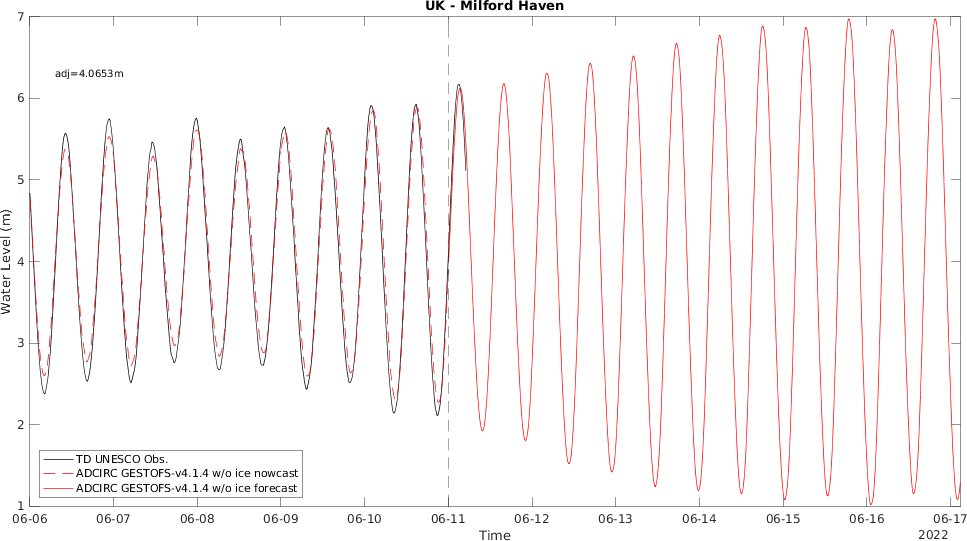 UK - Milford Haven
7
adj=4.0653m
6
5
4
3
2
1
Water Level (m)
TD UNESCO Obs.
ADCIRC GESTOFS-v4.1.4 w/o ice nowcast
ADCIRC GESTOFS-v4.1.4 w/o ice forecast
06-06 06-07 06-08 06-09 06-10 06-11 06-12 06-13 06-14 06-15 06-16 06-17
Time
2022